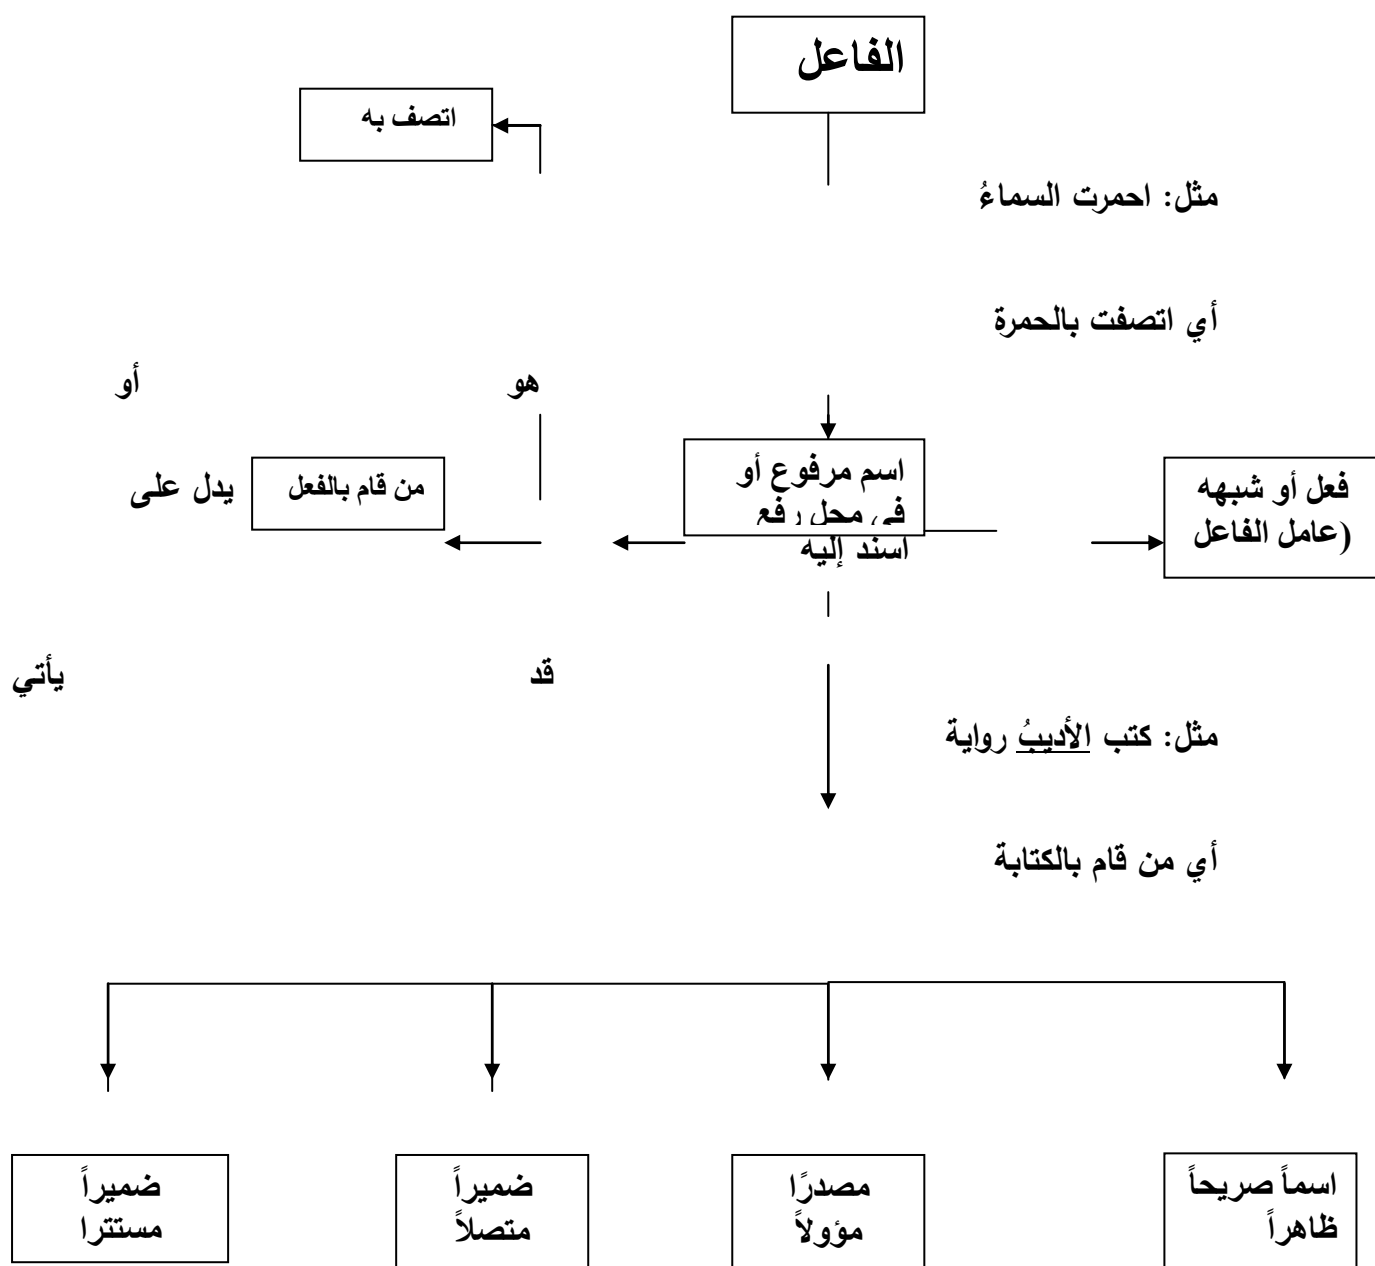 الفاعل
اتصف به
مثل: احمرت السماءُ
أي اتصفت بالحمرة
هو
أو
اسم مرفوع أو
في محل رفع
اسند إليه
فعل أو شبهه
(عامل الفاعل
من قام بالفعل
يدل على
قد
يأتي
مثل: كتب الأديبُ رواية
أي من قام بالكتابة
اسماً صريحاً
ظاهراً
مصدرًا
مؤولاً
ضميراً
متصلاً
ضميراً
مستترا